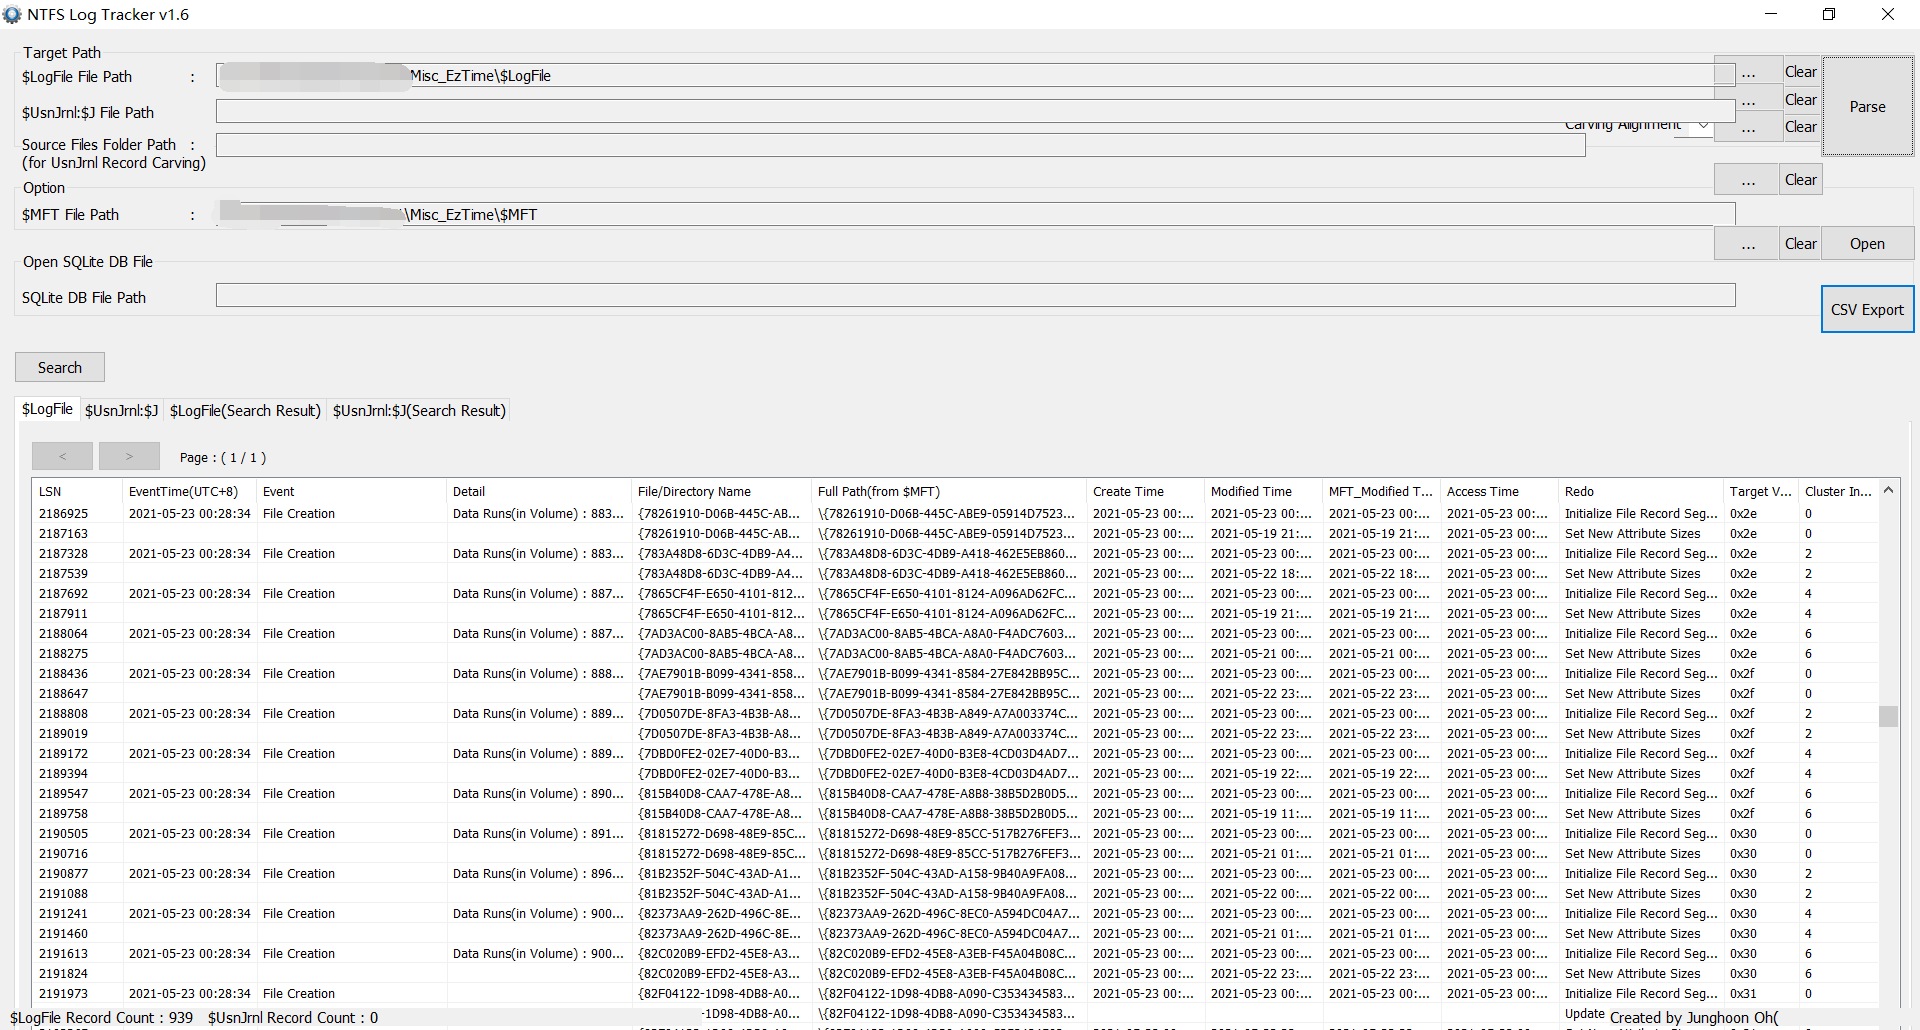 NTFS Log Tracker v1.6
Target Path
$LogFile File Path : Misc_EzTime\$LogFile ... Clear
$UsnJrnl:$J File Path ... Clear
Parse
Carving Alignment ... Clear
Source Files Folder Path :
(for UsnJrnl Record Carving)
... Clear
Option
$MFT File Path : \Misc_EzTime\$MFT
... Clear Open
Open SQLite DB File
SQLite DB File Path
CSV Export
Search
$LogFile $UsnJrnl:$J $LogFile(Search Result) $UsnJrnl:$J(Search Result)
< > Page : ( 1 / 1 )
LSN EventTime(UTC+8) Event Detail File/Directory Name Full Path(from $MFT) Create Time Modified Time MFT_Modified T... Access Time Redo Target V... Cluster In...
2186925 2021-05-23 00:28:34 File Creation Data Runs(in Volume) : 883... {78261910-D06B-445C-AB... \{78261910-D06B-445C-ABE9-05914D7523... 2021-05-23 00:... 2021-05-23 00:... 2021-05-23 00:... 2021-05-23 00:... Initialize File Record Seg... 0x2e 0
2187163 {78261910-D06B-445C-AB... \{78261910-D06B-445C-ABE9-05914D7523... 2021-05-23 00:... 2021-05-19 21:... 2021-05-19 21:... 2021-05-23 00:... Set New Attribute Sizes 0x2e 0
2187328 2021-05-23 00:28:34 File Creation Data Runs(in Volume) : 883... {783A48D8-6D3C-4DB9-A4... \{783A48D8-6D3C-4DB9-A418-462E5EB860... 2021-05-23 00:... 2021-05-23 00:... 2021-05-23 00:... 2021-05-23 00:... Initialize File Record Seg... 0x2e 2
2187539 {783A48D8-6D3C-4DB9-A4... \{783A48D8-6D3C-4DB9-A418-462E5EB860... 2021-05-23 00:... 2021-05-22 18:... 2021-05-22 18:... 2021-05-23 00:... Set New Attribute Sizes 0x2e 2
2187692 2021-05-23 00:28:34 File Creation Data Runs(in Volume) : 887... {7865CF4F-E650-4101-812... \{7865CF4F-E650-4101-8124-A096AD62FC... 2021-05-23 00:... 2021-05-23 00:... 2021-05-23 00:... 2021-05-23 00:... Initialize File Record Seg... 0x2e 4
2187911 {7865CF4F-E650-4101-812... \{7865CF4F-E650-4101-8124-A096AD62FC... 2021-05-23 00:... 2021-05-19 21:... 2021-05-19 21:... 2021-05-23 00:... Set New Attribute Sizes 0x2e 4
2188064 2021-05-23 00:28:34 File Creation Data Runs(in Volume) : 887... {7AD3AC00-8AB5-4BCA-A8... \{7AD3AC00-8AB5-4BCA-A8A0-F4ADC7603... 2021-05-23 00:... 2021-05-23 00:... 2021-05-23 00:... 2021-05-23 00:... Initialize File Record Seg... 0x2e 6
2188275 {7AD3AC00-8AB5-4BCA-A8... \{7AD3AC00-8AB5-4BCA-A8A0-F4ADC7603... 2021-05-23 00:... 2021-05-21 00:... 2021-05-21 00:... 2021-05-23 00:... Set New Attribute Sizes 0x2e 6
2188436 2021-05-23 00:28:34 File Creation Data Runs(in Volume) : 888... {7AE7901B-B099-4341-858... \{7AE7901B-B099-4341-8584-27E842BB95C... 2021-05-23 00:... 2021-05-23 00:... 2021-05-23 00:... 2021-05-23 00:... Initialize File Record Seg... 0x2f 0
2188647 {7AE7901B-B099-4341-858... \{7AE7901B-B099-4341-8584-27E842BB95C... 2021-05-23 00:... 2021-05-22 23:... 2021-05-22 23:... 2021-05-23 00:... Set New Attribute Sizes 0x2f 0
2188808 2021-05-23 00:28:34 File Creation Data Runs(in Volume) : 889... {7D0507DE-8FA3-4B3B-A8... \{7D0507DE-8FA3-4B3B-A849-A7A003374C... 2021-05-23 00:... 2021-05-23 00:... 2021-05-23 00:... 2021-05-23 00:... Initialize File Record Seg... 0x2f 2
2189019 {7D0507DE-8FA3-4B3B-A8... \{7D0507DE-8FA3-4B3B-A849-A7A003374C... 2021-05-23 00:... 2021-05-22 23:... 2021-05-22 23:... 2021-05-23 00:... Set New Attribute Sizes 0x2f 2
2189172 2021-05-23 00:28:34 File Creation Data Runs(in Volume) : 889... {7DBD0FE2-02E7-40D0-B3... \{7DBD0FE2-02E7-40D0-B3E8-4CD03D4AD7... 2021-05-23 00:... 2021-05-23 00:... 2021-05-23 00:... 2021-05-23 00:... Initialize File Record Seg... 0x2f 4
2189394 {7DBD0FE2-02E7-40D0-B3... \{7DBD0FE2-02E7-40D0-B3E8-4CD03D4AD7... 2021-05-23 00:... 2021-05-19 22:... 2021-05-19 22:... 2021-05-23 00:... Set New Attribute Sizes 0x2f 4
2189547 2021-05-23 00:28:34 File Creation Data Runs(in Volume) : 890... {815B40D8-CAA7-478E-A8... \{815B40D8-CAA7-478E-A8B8-38B5D2B0D5... 2021-05-23 00:... 2021-05-23 00:... 2021-05-23 00:... 2021-05-23 00:... Initialize File Record Seg... 0x2f 6
2189758 {815B40D8-CAA7-478E-A8... \{815B40D8-CAA7-478E-A8B8-38B5D2B0D5... 2021-05-23 00:... 2021-05-19 11:... 2021-05-19 11:... 2021-05-23 00:... Set New Attribute Sizes 0x2f 6
2190505 2021-05-23 00:28:34 File Creation Data Runs(in Volume) : 891... {81815272-D698-48E9-85C... \{81815272-D698-48E9-85CC-517B276FEF3... 2021-05-23 00:... 2021-05-23 00:... 2021-05-23 00:... 2021-05-23 00:... Initialize File Record Seg... 0x30 0
2190716 {81815272-D698-48E9-85C... \{81815272-D698-48E9-85CC-517B276FEF3... 2021-05-23 00:... 2021-05-21 01:... 2021-05-21 01:... 2021-05-23 00:... Set New Attribute Sizes 0x30 0
2190877 2021-05-23 00:28:34 File Creation Data Runs(in Volume) : 896... {81B2352F-504C-43AD-A1... \{81B2352F-504C-43AD-A158-9B40A9FA08... 2021-05-23 00:... 2021-05-23 00:... 2021-05-23 00:... 2021-05-23 00:... Initialize File Record Seg... 0x30 2
2191088 {81B2352F-504C-43AD-A1... \{81B2352F-504C-43AD-A158-9B40A9FA08... 2021-05-23 00:... 2021-05-22 00:... 2021-05-22 00:... 2021-05-23 00:... Set New Attribute Sizes 0x30 2
2191241 2021-05-23 00:28:34 File Creation Data Runs(in Volume) : 900... {82373AA9-262D-496C-8E... \{82373AA9-262D-496C-8EC0-A594DC04A7... 2021-05-23 00:... 2021-05-23 00:... 2021-05-23 00:... 2021-05-23 00:... Initialize File Record Seg... 0x30 4
2191460 {82373AA9-262D-496C-8E... \{82373AA9-262D-496C-8EC0-A594DC04A7... 2021-05-23 00:... 2021-05-21 01:... 2021-05-21 01:... 2021-05-23 00:... Set New Attribute Sizes 0x30 4
2191613 2021-05-23 00:28:34 File Creation Data Runs(in Volume) : 900... {82C020B9-EFD2-45E8-A3... \{82C020B9-EFD2-45E8-A3EB-F45A04B08C... 2021-05-23 00:... 2021-05-23 00:... 2021-05-23 00:... 2021-05-23 00:... Initialize File Record Seg... 0x30 6
2191824 {82C020B9-EFD2-45E8-A3... \{82C020B9-EFD2-45E8-A3EB-F45A04B08C... 2021-05-23 00:... 2021-05-22 23:... 2021-05-22 23:... 2021-05-23 00:... Set New Attribute Sizes 0x30 6
2191973 2021-05-23 00:28:34 File Creation {82F04122-1D98-4DB8-A0... \{82F04122-1D98-4DB8-A090-C353434583... 2021-05-23 00:... 2021-05-23 00:... 2021-05-23 00:... 2021-05-23 00:... Initialize File Record Seg... 0x31 0
-1D98-4DB8-A0... \{82F04122-1D98-4DB8-A090-C353434583... Update
$LogFile Record Count : 939 $UsnJrnl Record Count : 0 Created by Junghoon Oh(